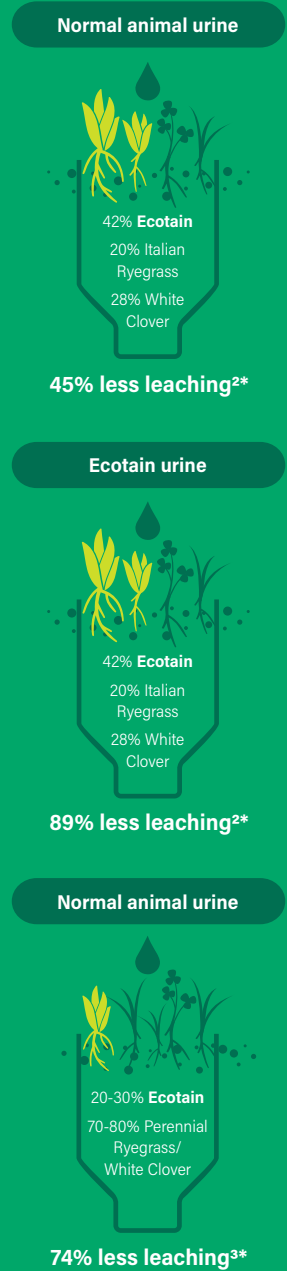 Normal animal urine
42% Ecotain
20% Italian
Ryegrass
28% White
Clover
45% less leaching²*
Ecotain urine
42% Ecotain
20% Italian
Ryegrass
28% White
Clover
89% less leaching²*
Normal animal urine
20-30% Ecotain
70-80% Perennial
Ryegrass/
White Clover
74% less leaching³*